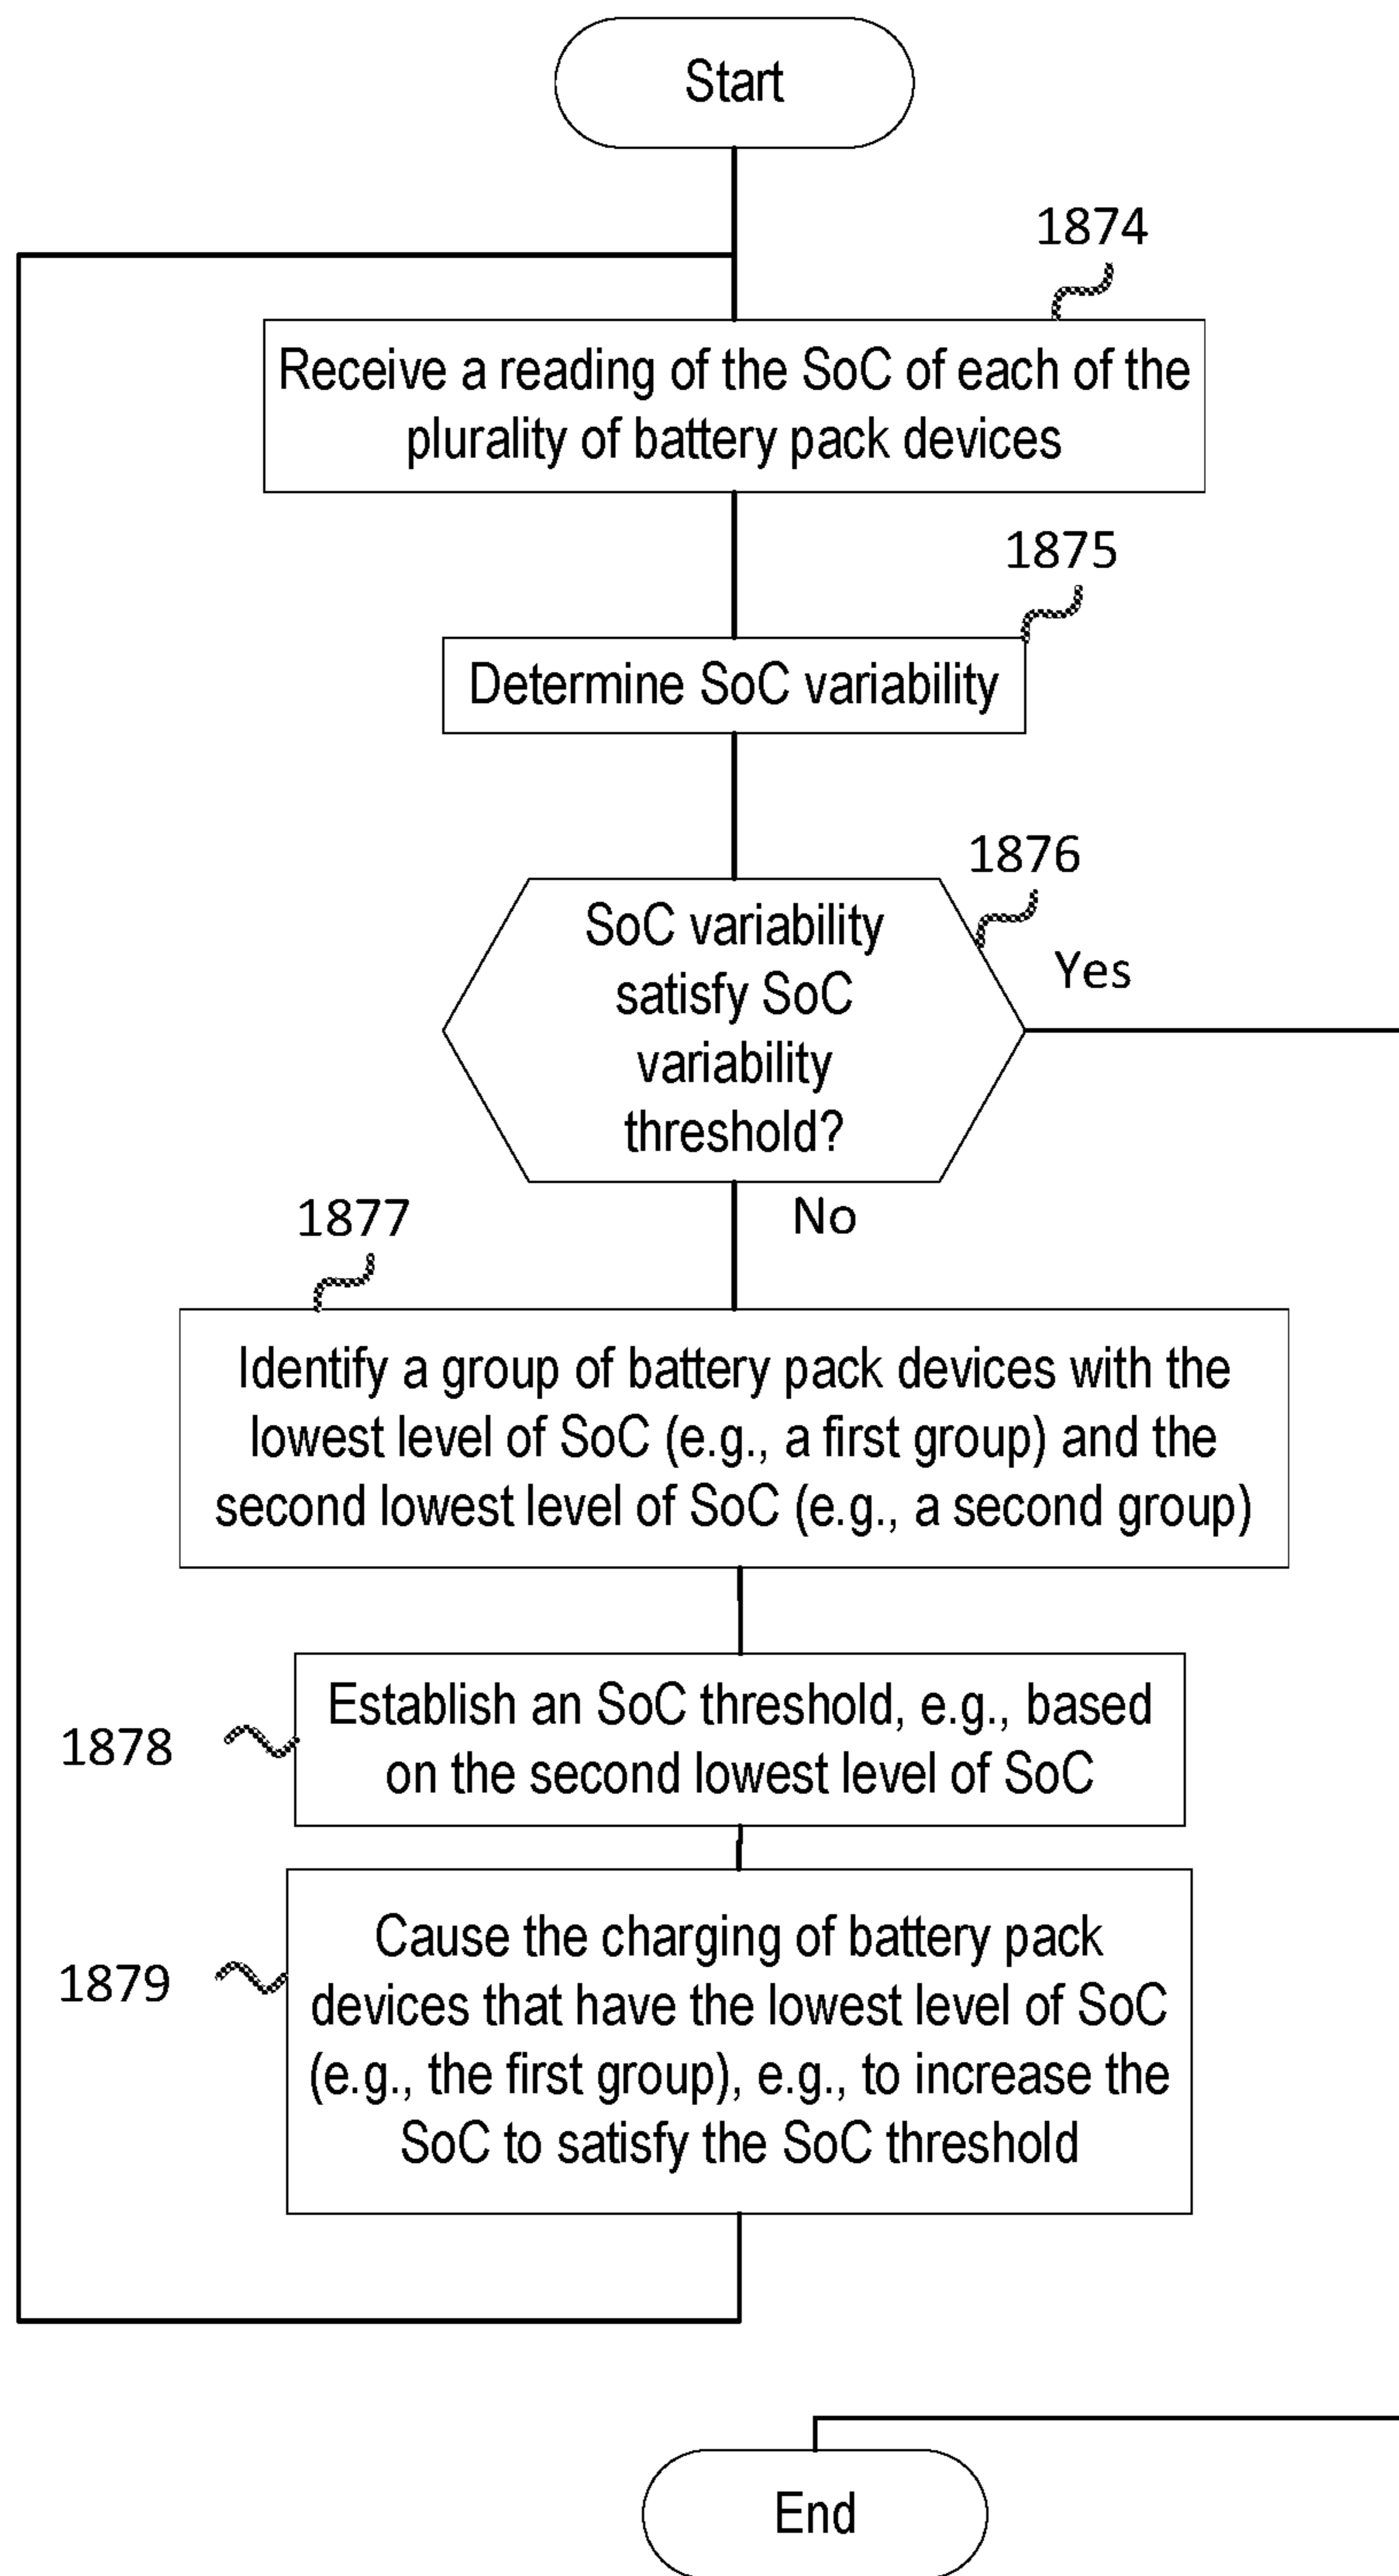 Start
1874
Receive a reading of the SoC of each of the
plurality of battery pack devices
1875
Determine SoC variability
1876
SoC variability
satisfy SoC
variability
threshold?
Yes
No
1877
Identify a group of battery pack devices with the
lowest level of SoC (e.g., a first group) and the
second lowest level of SoC (e.g., a second group)
1878
Establish an SoC threshold, e.g., based
on the second lowest level of SoC
1879
Cause the charging of battery pack
devices that have the lowest level of SoC
(e.g., the first group), e.g., to increase the
SoC to satisfy the SoC threshold
End